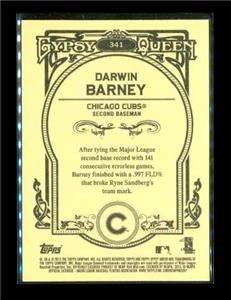 GYPSY QUEEN
341
DARWIN
BARNEY
CHICAGO CUBS®
SECOND BASEMAN
After tying the Major League
second base record with 141
consecutive errorless games,
Barney finished with a .997 FLD%
that broke Ryne Sandberg's
team mark.
C
Topps